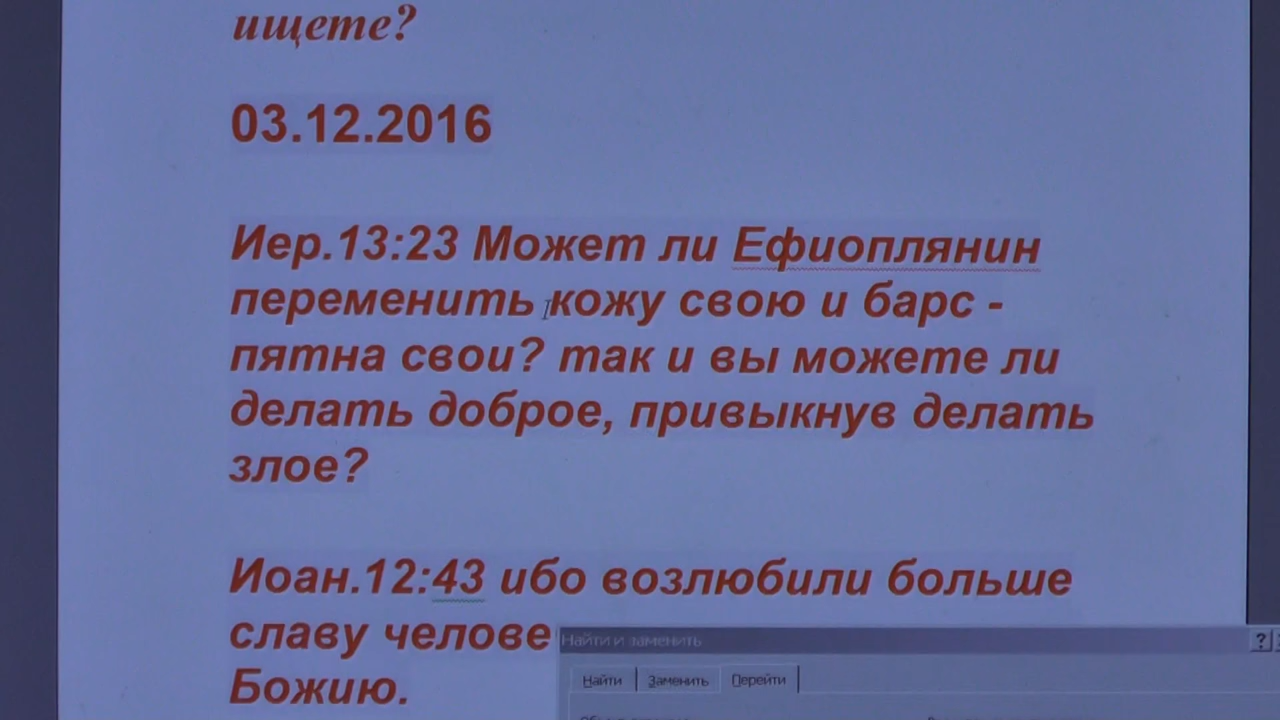 ищете?
03.12.2016
Иер.13:23 Может ли Ефиоплянин
переменить кожу свою и барс -
пятна свои? так и вы можете ли
делать доброе, привыкнув делать
злое?
Иоан.12:43 ибо возлюбили больше
славу челове
Божию.
Найти и заменить
?
Найти Заменить Перейти